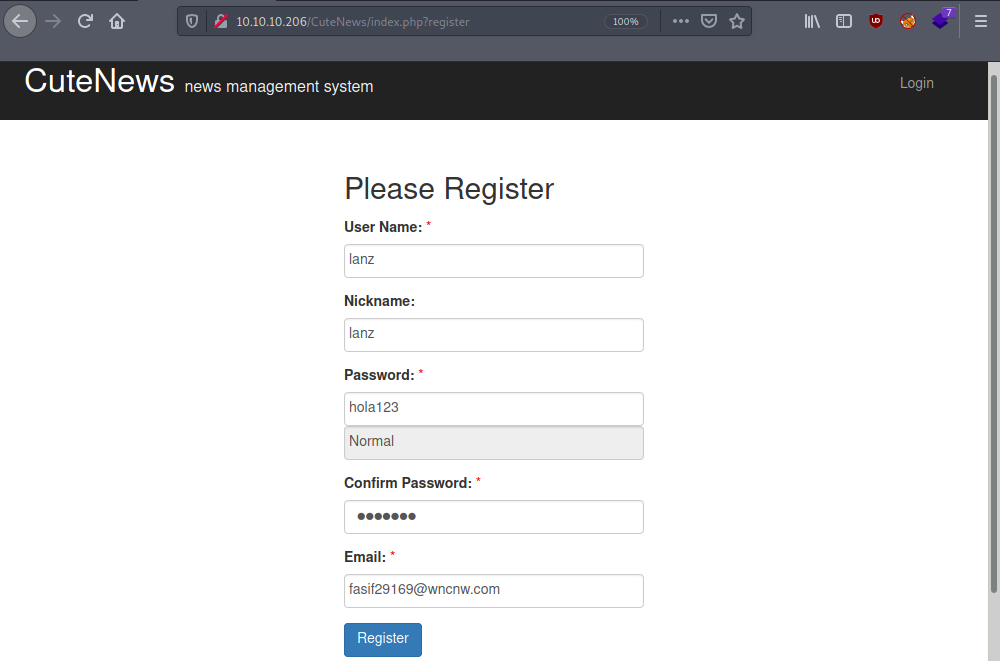 10.10.10.206/CuteNews/index.php?register 100%
7
CuteNews news management system
Login
Please Register
User Name: *
lanz
Nickname:
lanz
Password: *
hola123
Normal
Confirm Password: *
●●●●●●●
Email: *
fasif29169@wncnw.com
Register